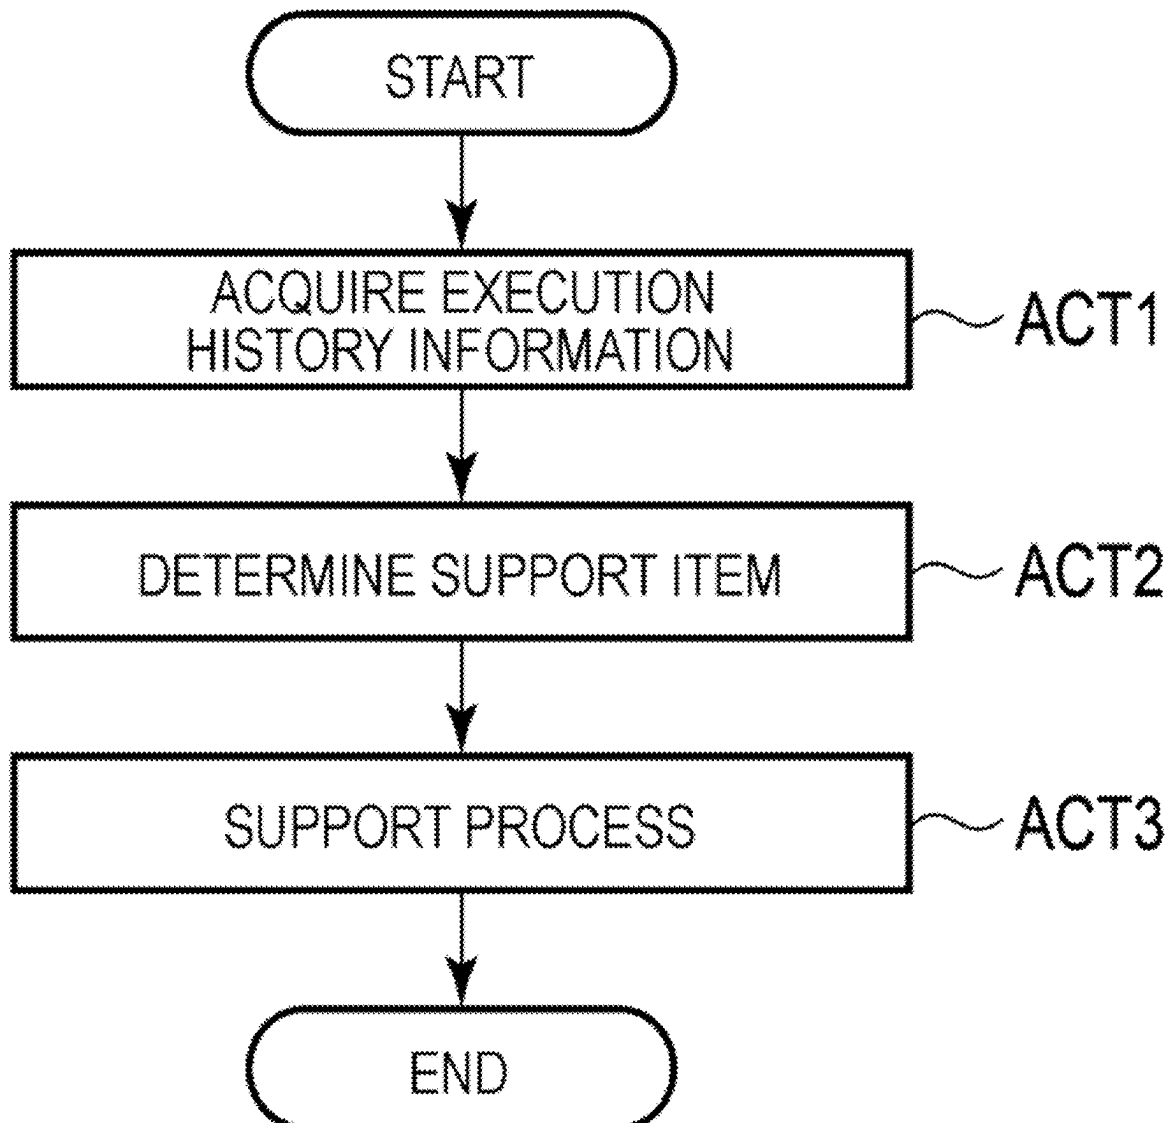 START
ACQUIRE EXECUTION
HISTORY INFORMATION
ACT1
DETERMINE SUPPORT ITEM
ACT2
SUPPORT PROCESS
ACT3
END